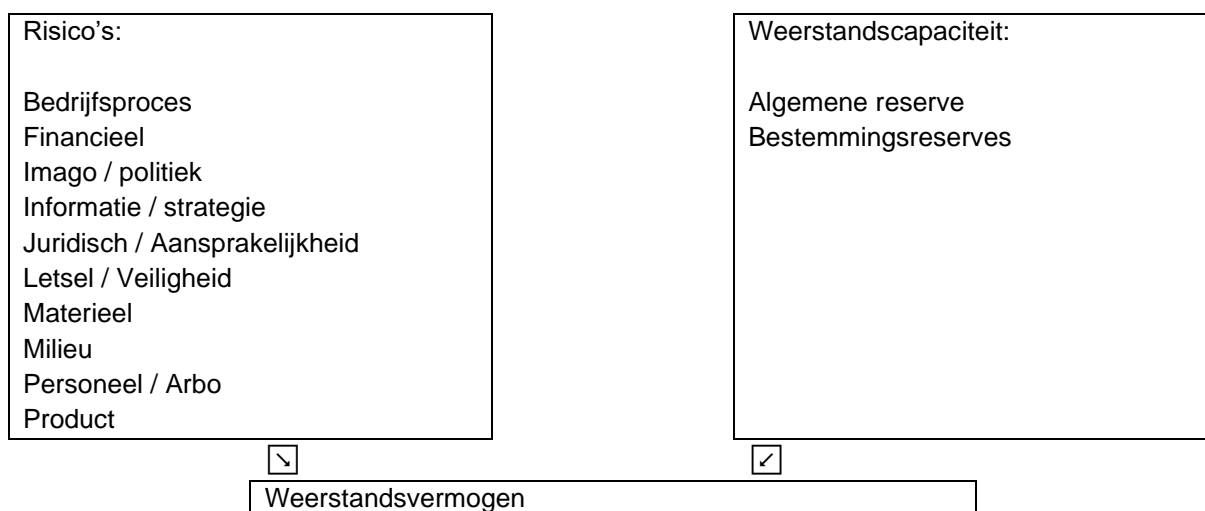 Risico's:
Bedrijfsproces
Financieel
Imago / politiek
Informatie / strategie
Juridisch / Aansprakelijkheid
Letsel / Veiligheid
Materieel
Milieu
Personeel / Arbo
Product
Weerstandscapaciteit:
Algemene reserve
Bestemmingsreserves
Weerstandsvermogen